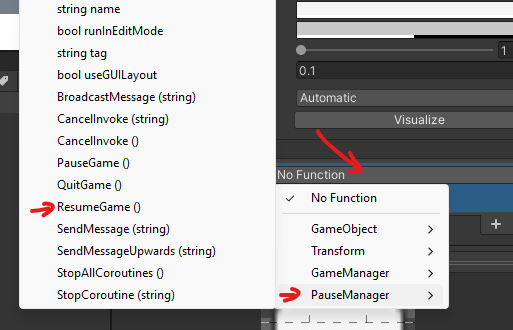 string name
bool runInEditMode
string tag
bool useGUILayout
BroadcastMessage (string)
CancelInvoke (string)
CancelInvoke ()
PauseGame ()
QuitGame ()
ResumeGame ()
SendMessage (string)
SendMessageUpwards (string)
StopAllCoroutines ()
StopCoroutine (string)
1
0.1
Automatic
Visualize
No Function
✓ No Function
GameObject >
Transform >
GameManager >
PauseManager >
+